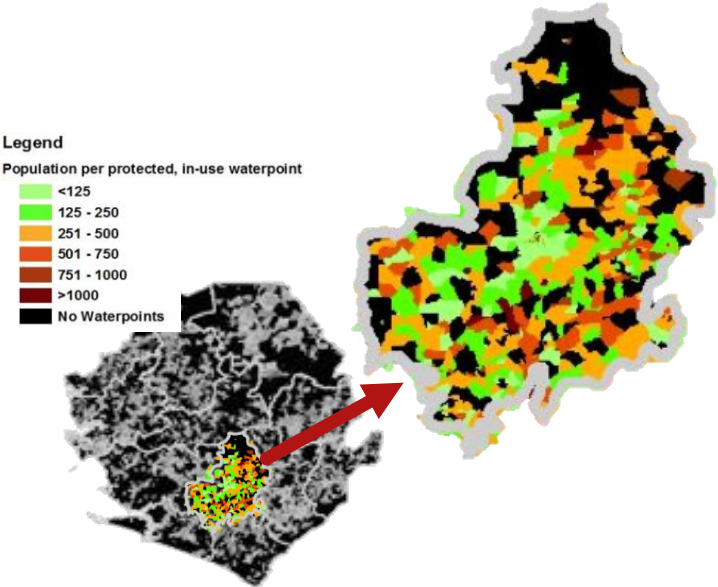 Legend
Population per protected, in-use waterpoint
<125
125 - 250
251 - 500
501 - 750
751 - 1000
>1000
No Waterpoints